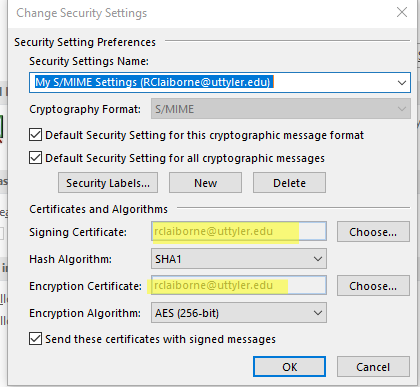 Change Security Settings
Security Setting Preferences
Security Settings Name:
My S/MIME Settings (RClaiborne@uttyler.edu)
Cryptography Format: S/MIME
Default Security Setting for this cryptographic message format
Default Security Setting for all cryptographic messages
Security Labels... New Delete
Certificates and Algorithms
Signing Certificate: rclaiborne@uttyler.edu Choose...
Hash Algorithm: SHA1
Encryption Certificate: rclaiborne@uttyler.edu Choose...
Encryption Algorithm: AES (256-bit)
Send these certificates with signed messages
OK Cancel